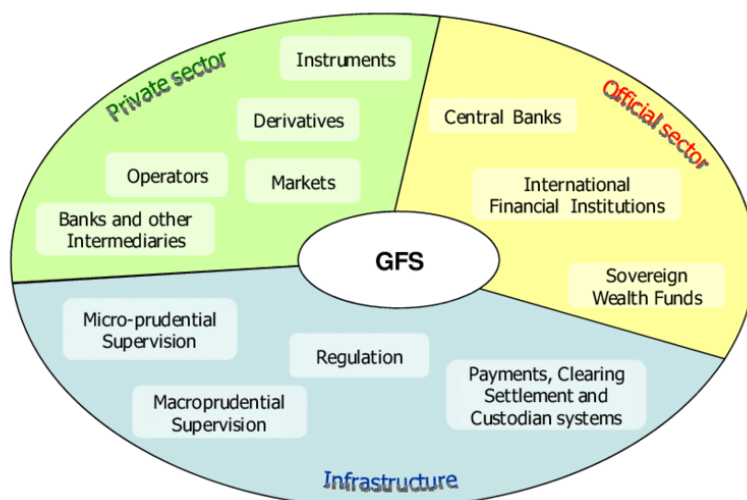 Private sector
Instruments
Derivatives
Operators
Markets
Banks and other
Intermediaries
Official sector
Central Banks
International
Financial Institutions
Sovereign
Wealth Funds
GFS
Micro-prudential
Supervision
Regulation
Macroprudential
Supervision
Payments, Clearing
Settlement and
Custodian systems
Infrastructure